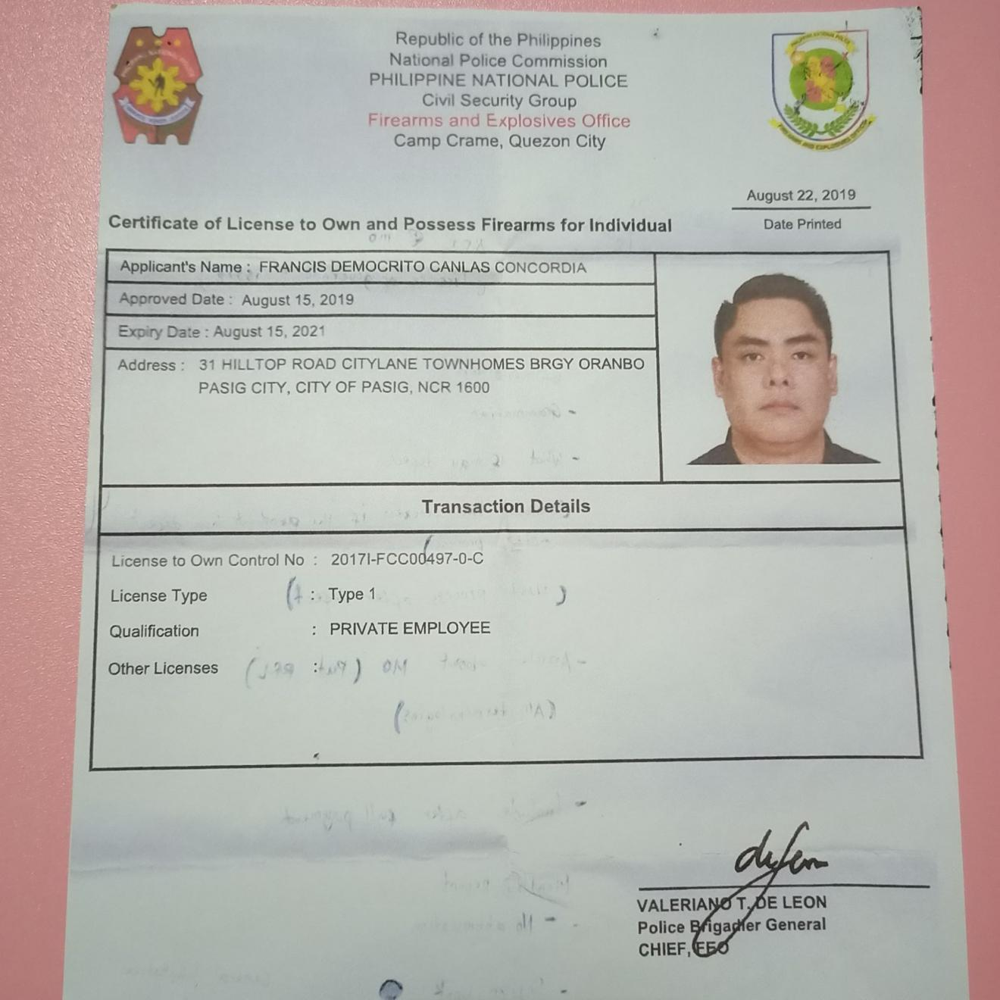 Republic of the Philippines
National Police Commission
PHILIPPINE NATIONAL POLICE
Civil Security Group
Firearms and Explosives Office
Camp Crame, Quezon City
August 22, 2019
Date Printed
Certificate of License to Own and Possess Firearms for Individual
Applicant's Name : FRANCIS DEMOCRITO CANLAS CONCORDIA
Approved Date : August 15, 2019
Expiry Date : August 15, 2021
Address : 31 HILLTOP ROAD CITYLANE TOWNHOMES BRGY ORANBO
PASIG CITY, CITY OF PASIG, NCR 1600
Transaction Details
License to Own Control No : 2017I-FCC00497-0-C
License Type : Type 1
Qualification : PRIVATE EMPLOYEE
Other Licenses :
VALERIANO T. DE LEON
Police Brigadier General
CHIEF, FEO